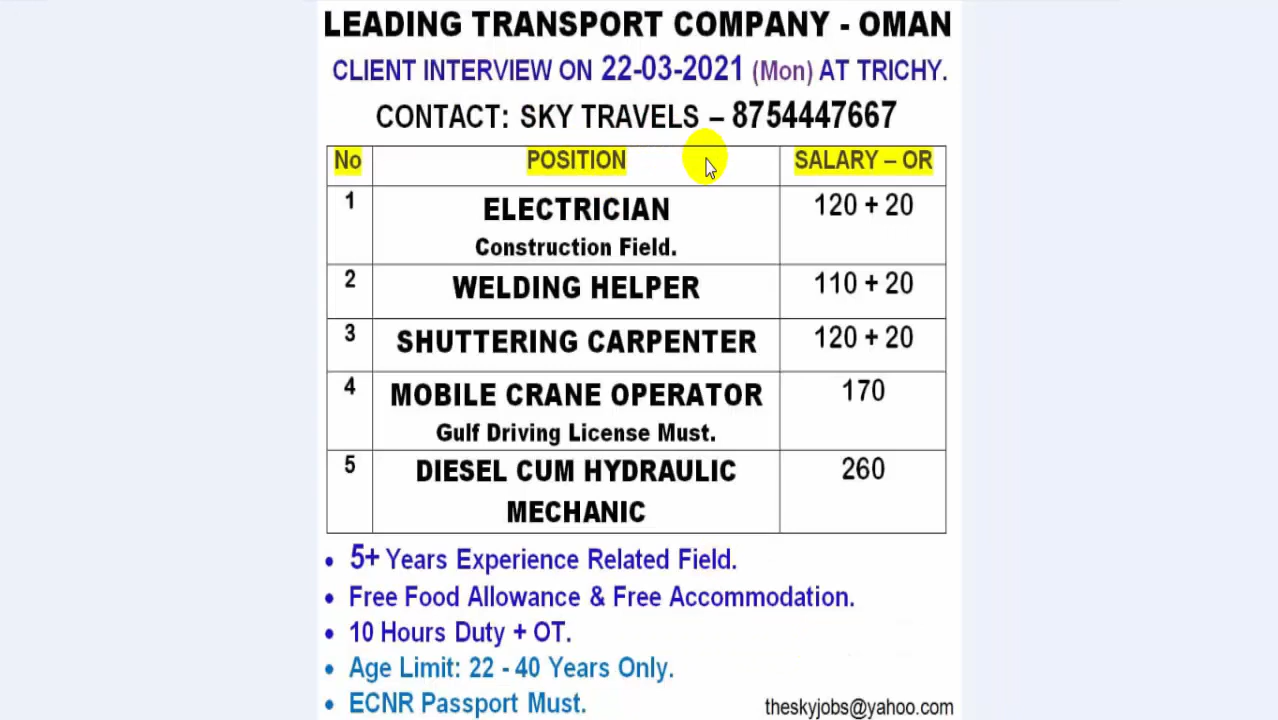 LEADING TRANSPORT COMPANY - OMAN
CLIENT INTERVIEW ON 22-03-2021 (Mon) AT TRICHY.
CONTACT: SKY TRAVELS – 8754447667
No POSITION SALARY – OR
1 ELECTRICIAN 120 + 20
Construction Field.
2 WELDING HELPER 110 + 20
3 SHUTTERING CARPENTER 120 + 20
4 MOBILE CRANE OPERATOR 170
Gulf Driving License Must.
5 DIESEL CUM HYDRAULIC 260
MECHANIC
• 5+ Years Experience Related Field.
• Free Food Allowance & Free Accommodation.
• 10 Hours Duty + OT.
• Age Limit: 22 - 40 Years Only.
• ECNR Passport Must. theskyjobs@yahoo.com